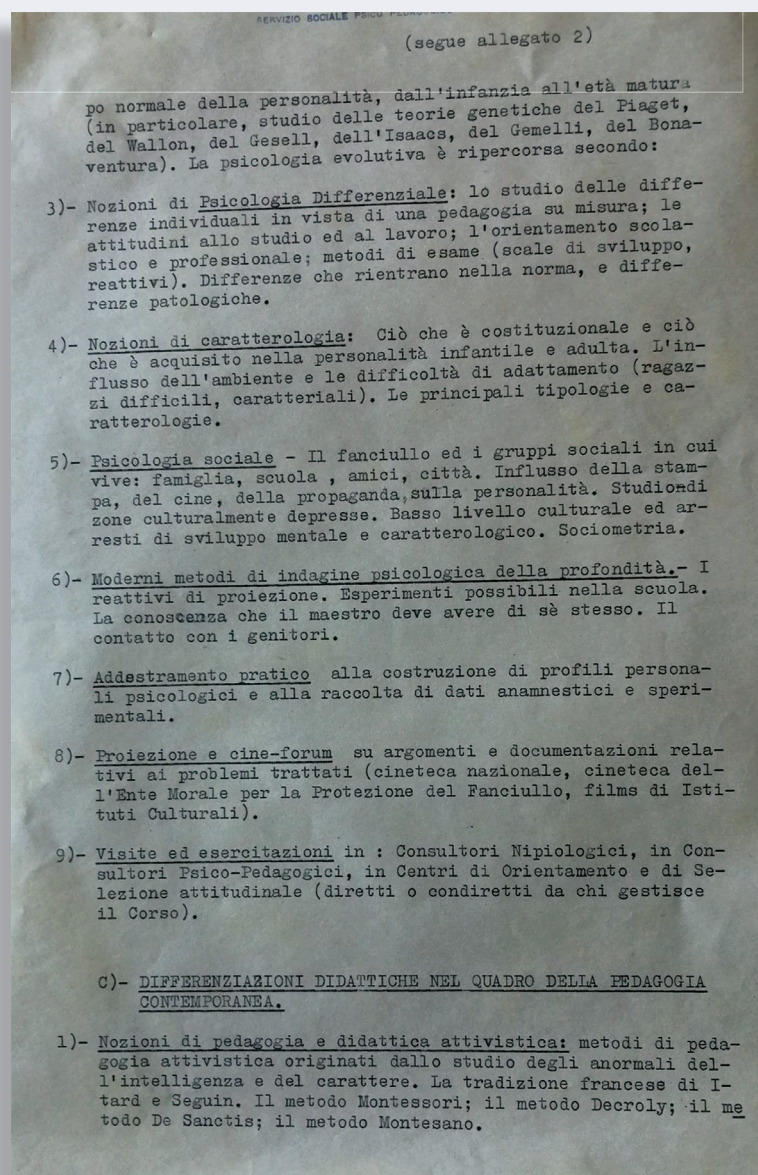 SERVIZIO SOCIALE PSICO PEDAGOGICO
(segue allegato 2)
po normale della personalità, dall'infanzia all'età matura
(in particolare, studio delle teorie genetiche del Piaget,
del Wallon, del Gesell, dell'Isaacs, del Gemelli, del Bona-
ventura). La psicologia evolutiva è ripercorsa secondo:
3)- Nozioni di Psicologia Differenziale: lo studio delle diffe-
renze individuali in vista di una pedagogia su misura; le
attitudini allo studio ed al lavoro; l'orientamento scola-
stico e professionale; metodi di esame (scale di sviluppo,
reattivi). Differenze che rientrano nella norma, e diffe-
renze patologiche.
4)- Nozioni di caratterologia: Ciò che è costituzionale e ciò
che è acquisito nella personalità infantile e adulta. L'in-
flusso dell'ambiente e le difficoltà di adattamento (ragaz-
zi difficili, caratteriali). Le principali tipologie e ca-
ratterologie.
5)- Psicologia sociale - Il fanciullo ed i gruppi sociali in cui
vive: famiglia, scuola , amici, città. Influsso della stam-
pa, del cine, della propaganda, sulla personalità. Studio di
zone culturalmente depresse. Basso livello culturale ed ar-
resti di sviluppo mentale e caratterologico. Sociometria.
6)- Moderni metodi di indagine psicologica della profondità.- I
reattivi di proiezione. Esperimenti possibili nella scuola.
La conoscenza che il maestro deve avere di sè stesso. Il
contatto con i genitori.
7)- Addestramento pratico alla costruzione di profili persona-
li psicologici e alla raccolta di dati anamnestici e speri-
mentali.
8)- Proiezione e cine-forum su argomenti e documentazioni rela-
tivi ai problemi trattati (cineteca nazionale, cineteca del-
l'Ente Morale per la Protezione del Fanciullo, films di Isti-
tuti Culturali).
9)- Visite ed esercitazioni in : Consultori Nipiologici, in Con-
sultori Psico-Pedagogici, in Centri di Orientamento e di Se-
lezione attitudinale (diretti o condiretti da chi gestisce
il Corso).
C)- DIFFERENZIAZIONI DIDATTICHE NEL QUADRO DELLA PEDAGOGIA
CONTEMPORANEA.
1)- Nozioni di pedagogia e didattica attivistica: metodi di peda-
gogia attivistica originati dallo studio degli anormali del-
l'intelligenza e del carattere. La tradizione francese di I-
tard e Seguin. Il metodo Montessori; il metodo Decroly; il me
todo De Sanctis; il metodo Montesano.